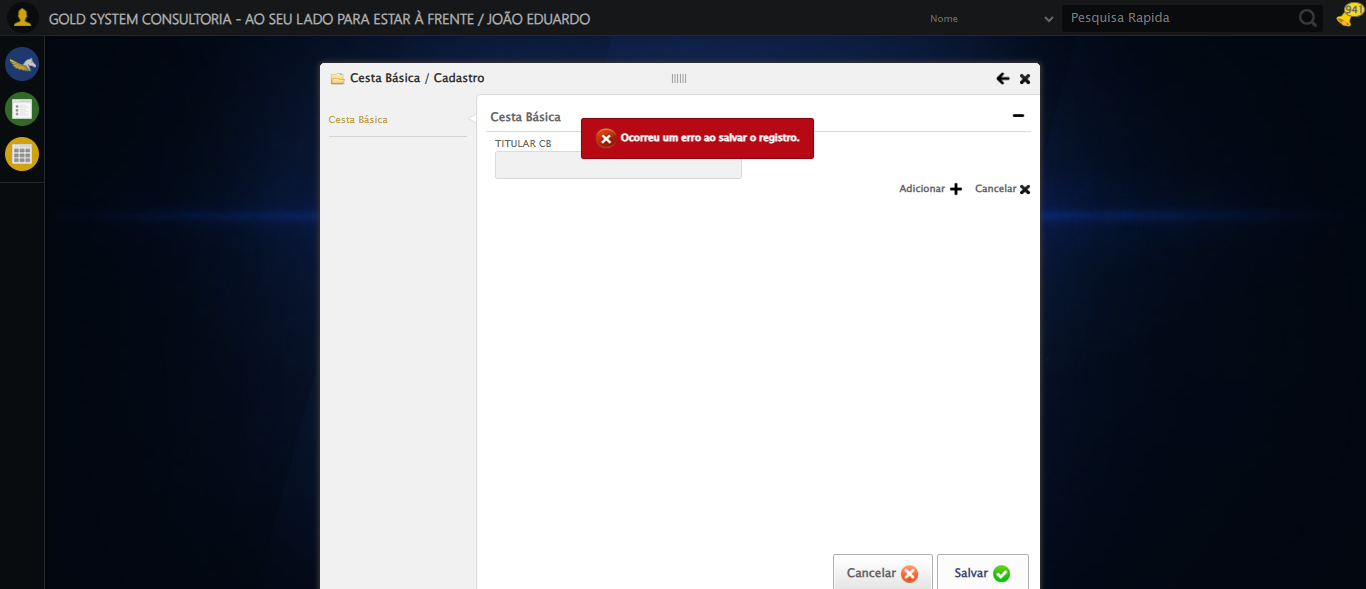 GOLD SYSTEM CONSULTORIA - AO SEU LADO PARA ESTAR À FRENTE / JOÃO EDUARDO
Nome
Pesquisa Rapida
941
Cesta Básica / Cadastro
Cesta Básica
Cesta Básica
Ocorreu um erro ao salvar o registro.
TITULAR CB
Adicionar
Cancelar
Cancelar
Salvar